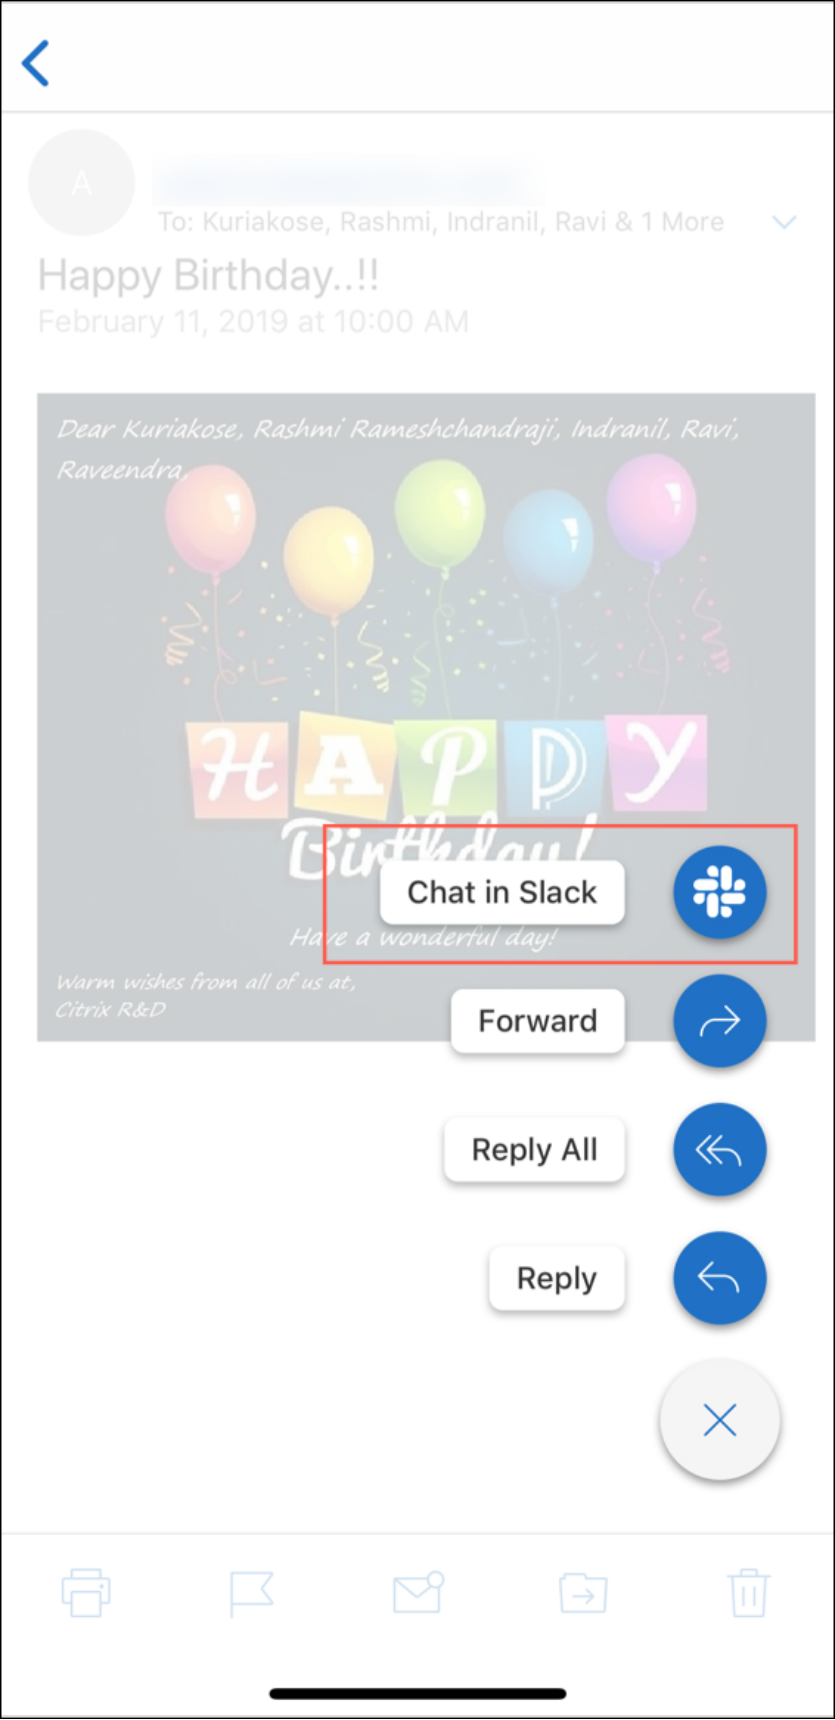 A
To: Kuriakose, Rashmi, Indranil, Ravi & 1 More
Happy Birthday..!!
February 11, 2019 at 10:00 AM
Dear Kuriakose, Rashmi Rameshchandraji, Indranil, Ravi,
Raveendra,
HAPPY
Birthday!
Chat in Slack
Have a wonderful day!
Warm wishes from all of us at,
Citrix R&D
Forward
Reply All
Reply